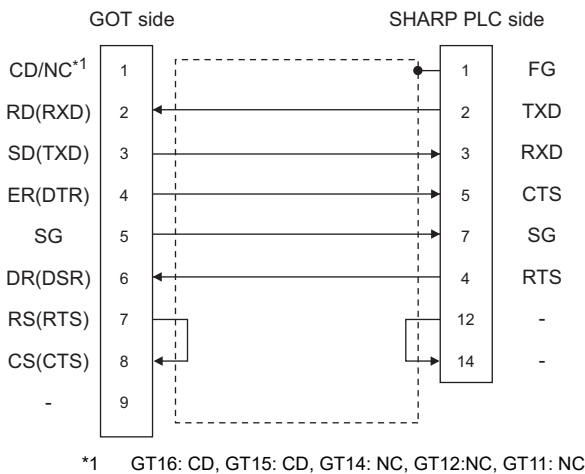 GOT side SHARP PLC side
CD/NC*1 1 1 FG
RD(RXD) 2 2 TXD
SD(TXD) 3 3 RXD
ER(DTR) 4 5 CTS
SG 5 7 SG
DR(DSR) 6 4 RTS
RS(RTS) 7 12 -
CS(CTS) 8 14 -
- 9
*1 GT16: CD, GT15: CD, GT14: NC, GT12:NC, GT11: NC